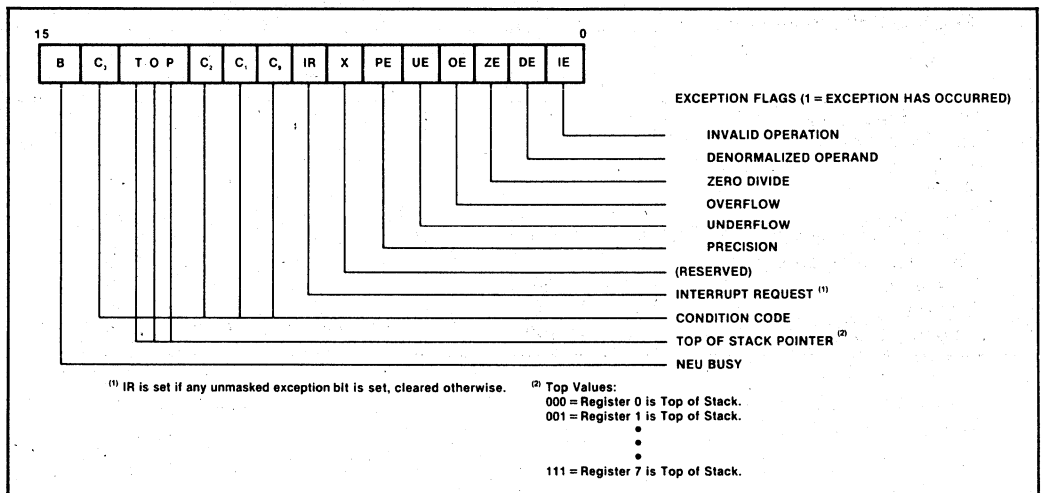 15 0
B C₃ T O P C₂ C₁ C₀ IR X PE UE OE ZE DE IE
EXCEPTION FLAGS (1 = EXCEPTION HAS OCCURRED)
INVALID OPERATION
DENORMALIZED OPERAND
ZERO DIVIDE
OVERFLOW
UNDERFLOW
PRECISION
(RESERVED)
INTERRUPT REQUEST (1)
CONDITION CODE
TOP OF STACK POINTER (2)
NEU BUSY
(1) IR is set if any unmasked exception bit is set, cleared otherwise.
(2) Top Values:
000 = Register 0 is Top of Stack.
001 = Register 1 is Top of Stack.
•
•
•
111 = Register 7 is Top of Stack.